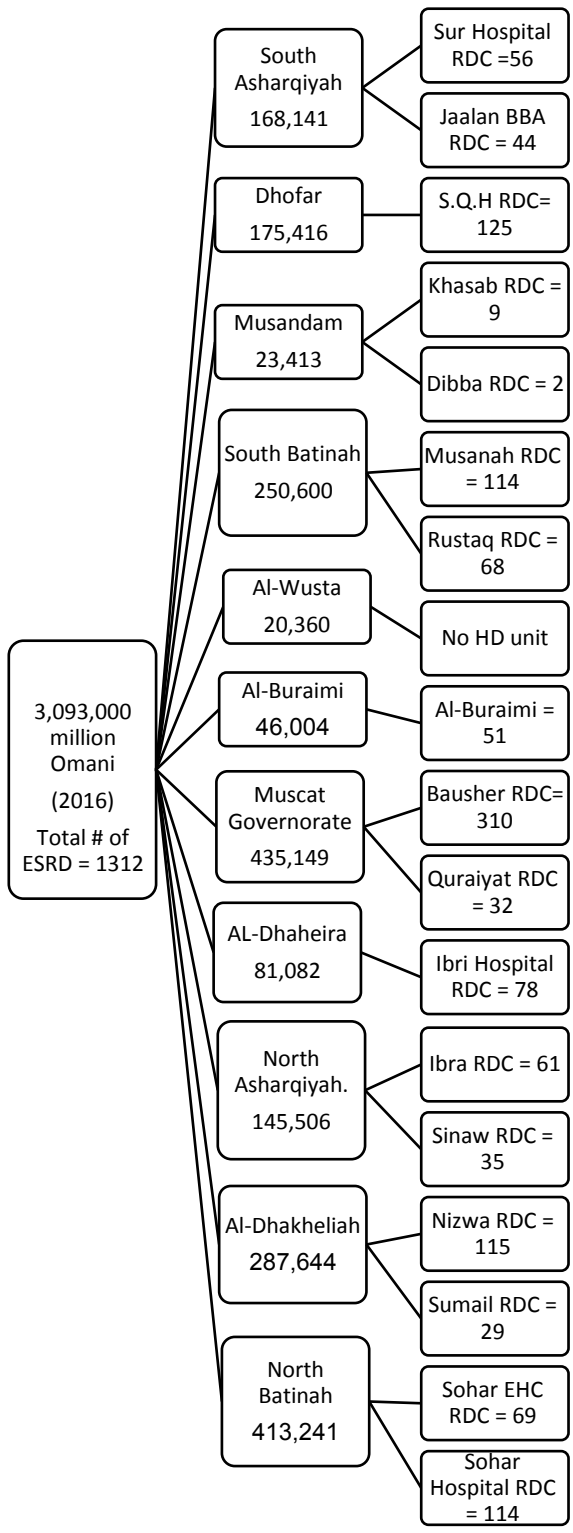 3,093,000
million
Omani
(2016)
Total # of
ESRD = 1312
South
Asharqiyah
168,141
Sur Hospital
RDC =56
Jaalan BBA
RDC = 44
Dhofar
175,416
S.Q.H RDC=
125
Musandam
23,413
Khasab RDC =
9
Dibba RDC = 2
South Batinah
250,600
Musanah RDC
= 114
Rustaq RDC =
68
Al-Wusta
20,360
No HD unit
Al-Buraimi
46,004
Al-Buraimi =
51
Muscat
Governorate
435,149
Bausher RDC=
310
Quraiyat RDC
= 32
AL-Dhaheira
81,082
Ibri Hospital
RDC = 78
North
Asharqiyah.
145,506
Ibra RDC = 61
Sinaw RDC =
35
Al-Dhakheliah
287,644
Nizwa RDC =
115
Sumail RDC =
29
North
Batinah
413,241
Sohar EHC
RDC = 69
Sohar
Hospital RDC
= 114